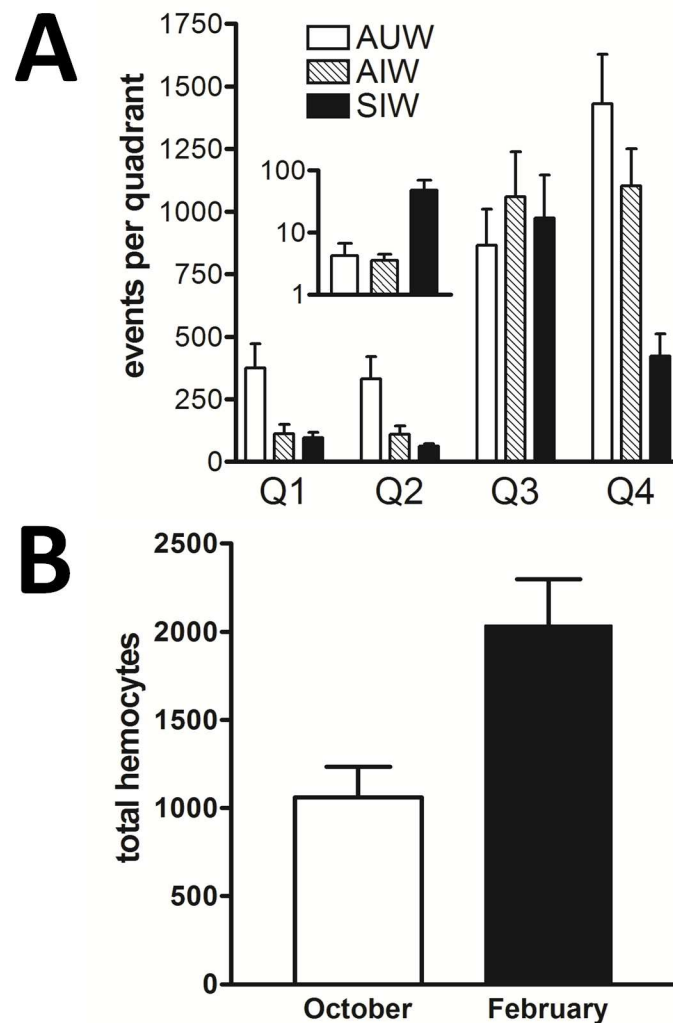 A
1750
1500
1250
1000
750
500
250
0
events per quadrant
AUW
AIW
SIW
100
10
1
Q1 Q2 Q3 Q4
B
2500
2000
1500
1000
500
0
total hemocytes
October February